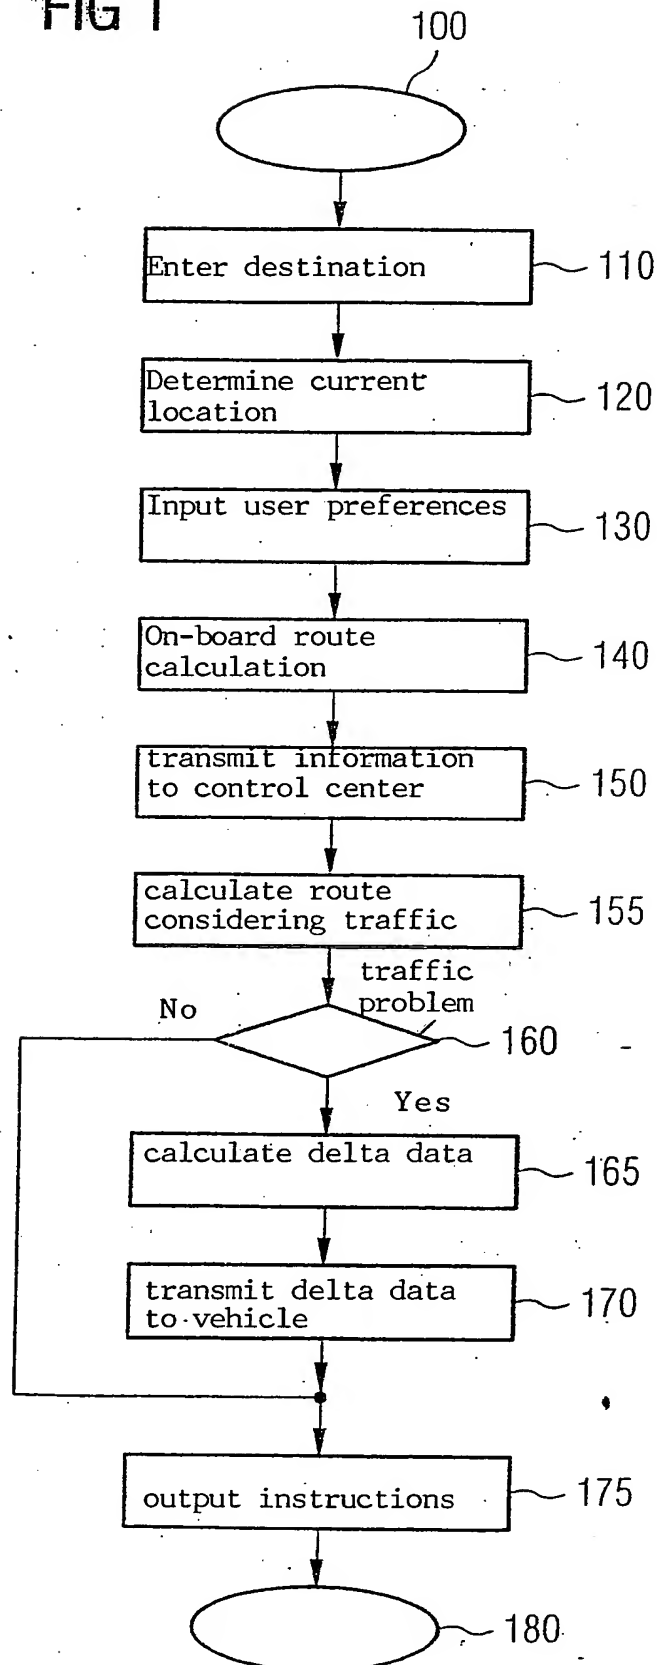 FIG 1
100
Enter destination
110
Determine current
location
120
Input user preferences
130
On-board route
calculation
140
transmit information
to control center
150
calculate route
considering traffic
155
traffic
problem
No
160
Yes
calculate delta data
165
transmit delta data
to vehicle
170
output instructions
175
180